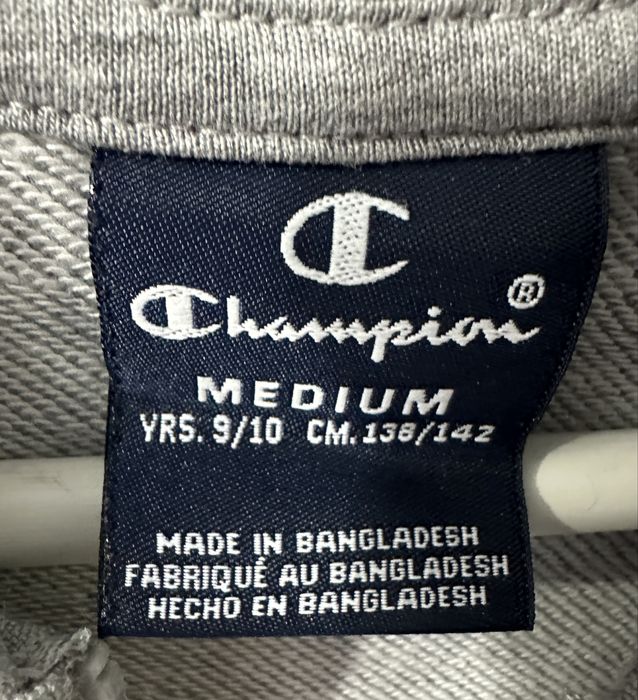 C
Champion®
MEDIUM
YRS. 9/10 CM. 138/142
MADE IN BANGLADESH
FABRIQUÉ AU BANGLADESH
HECHO EN BANGLADESH